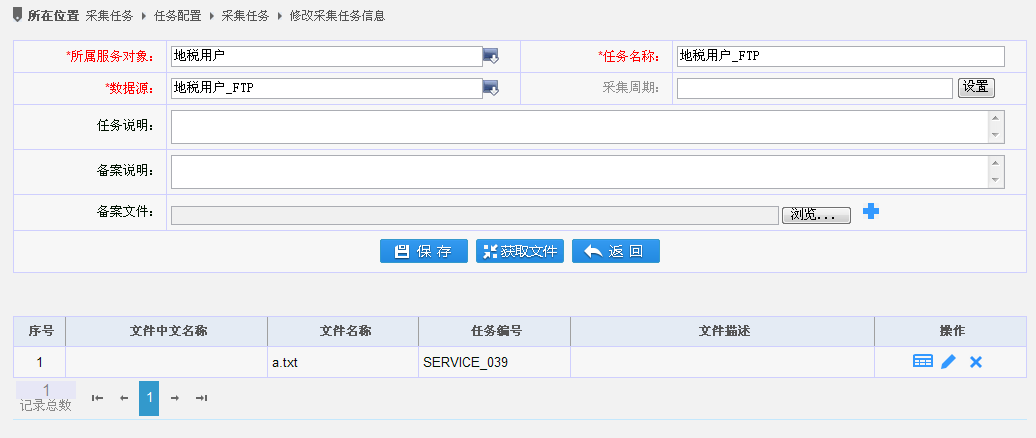 所在位置 采集任务 任务配置 采集任务 修改采集任务信息
*所属服务对象： 地税用户 *任务名称： 地税用户_FTP
*数据源： 地税用户_FTP 采集周期： 设置
任务说明：
备案说明：
备案文件： 浏览...
保 存 获取文件 返 回
序号 文件中文名称 文件名称 任务编号 文件描述 操作
1 a.txt SERVICE_039
1 1
记录总数